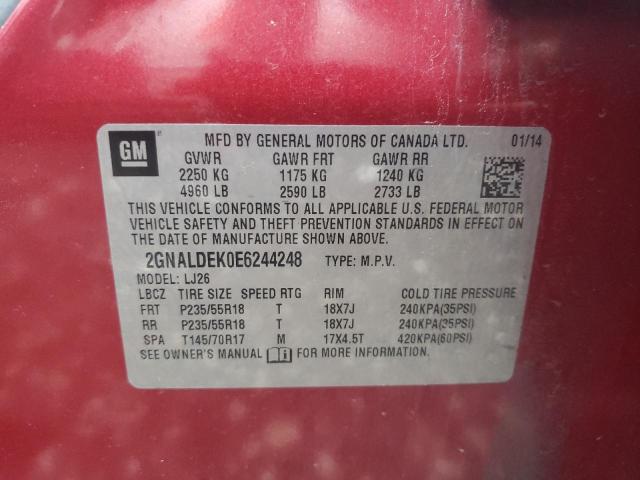 GM
MFD BY GENERAL MOTORS OF CANADA LTD. 01/14
GVWR GAWR FRT GAWR RR
2250 KG 1175 KG 1240 KG
4960 LB 2590 LB 2733 LB
THIS VEHICLE CONFORMS TO ALL APPLICABLE U.S. FEDERAL MOTOR
VEHICLE SAFETY AND THEFT PREVENTION STANDARDS IN EFFECT ON
THE DATE OF MANUFACTURE SHOWN ABOVE.
2GNALDEK0E6244248 TYPE: M.P.V.
MODEL: LJ26
LBCZ TIRE SIZE SPEED RTG RIM COLD TIRE PRESSURE
FRT P235/55R18 T 18X7J 240KPA(35PSI)
RR P235/55R18 T 18X7J 240KPA(35PSI)
SPA T145/70R17 M 17X4.5T 420KPA(60PSI)
SEE OWNER'S MANUAL FOR MORE INFORMATION.